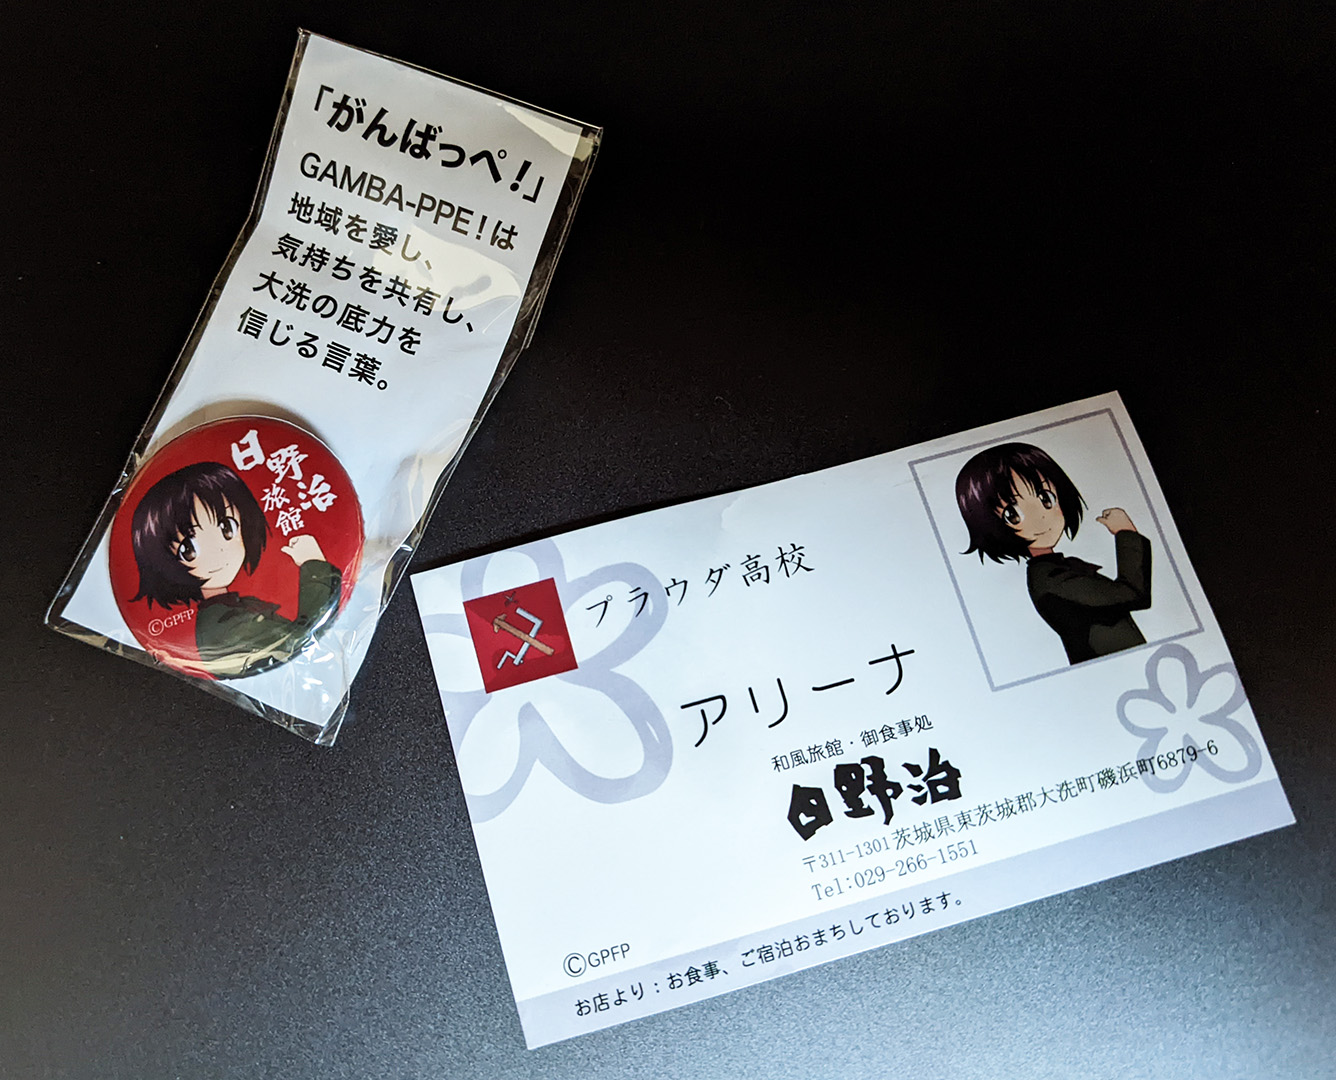 「がんばっぺ!」
GAMBA-PPE!は
地域を愛し、
気持ちを共有し、
大洗の底力を
信じる言葉。
日野治
旅館
©GPFP
プラウダ高校
アリーナ
和風旅館・御食事処
日野治
〒311-1301茨城県東茨城郡大洗町磯浜町6879-6
Tel:029-266-1551
©GPFP
お店より:お食事、ご宿泊おまちしております。